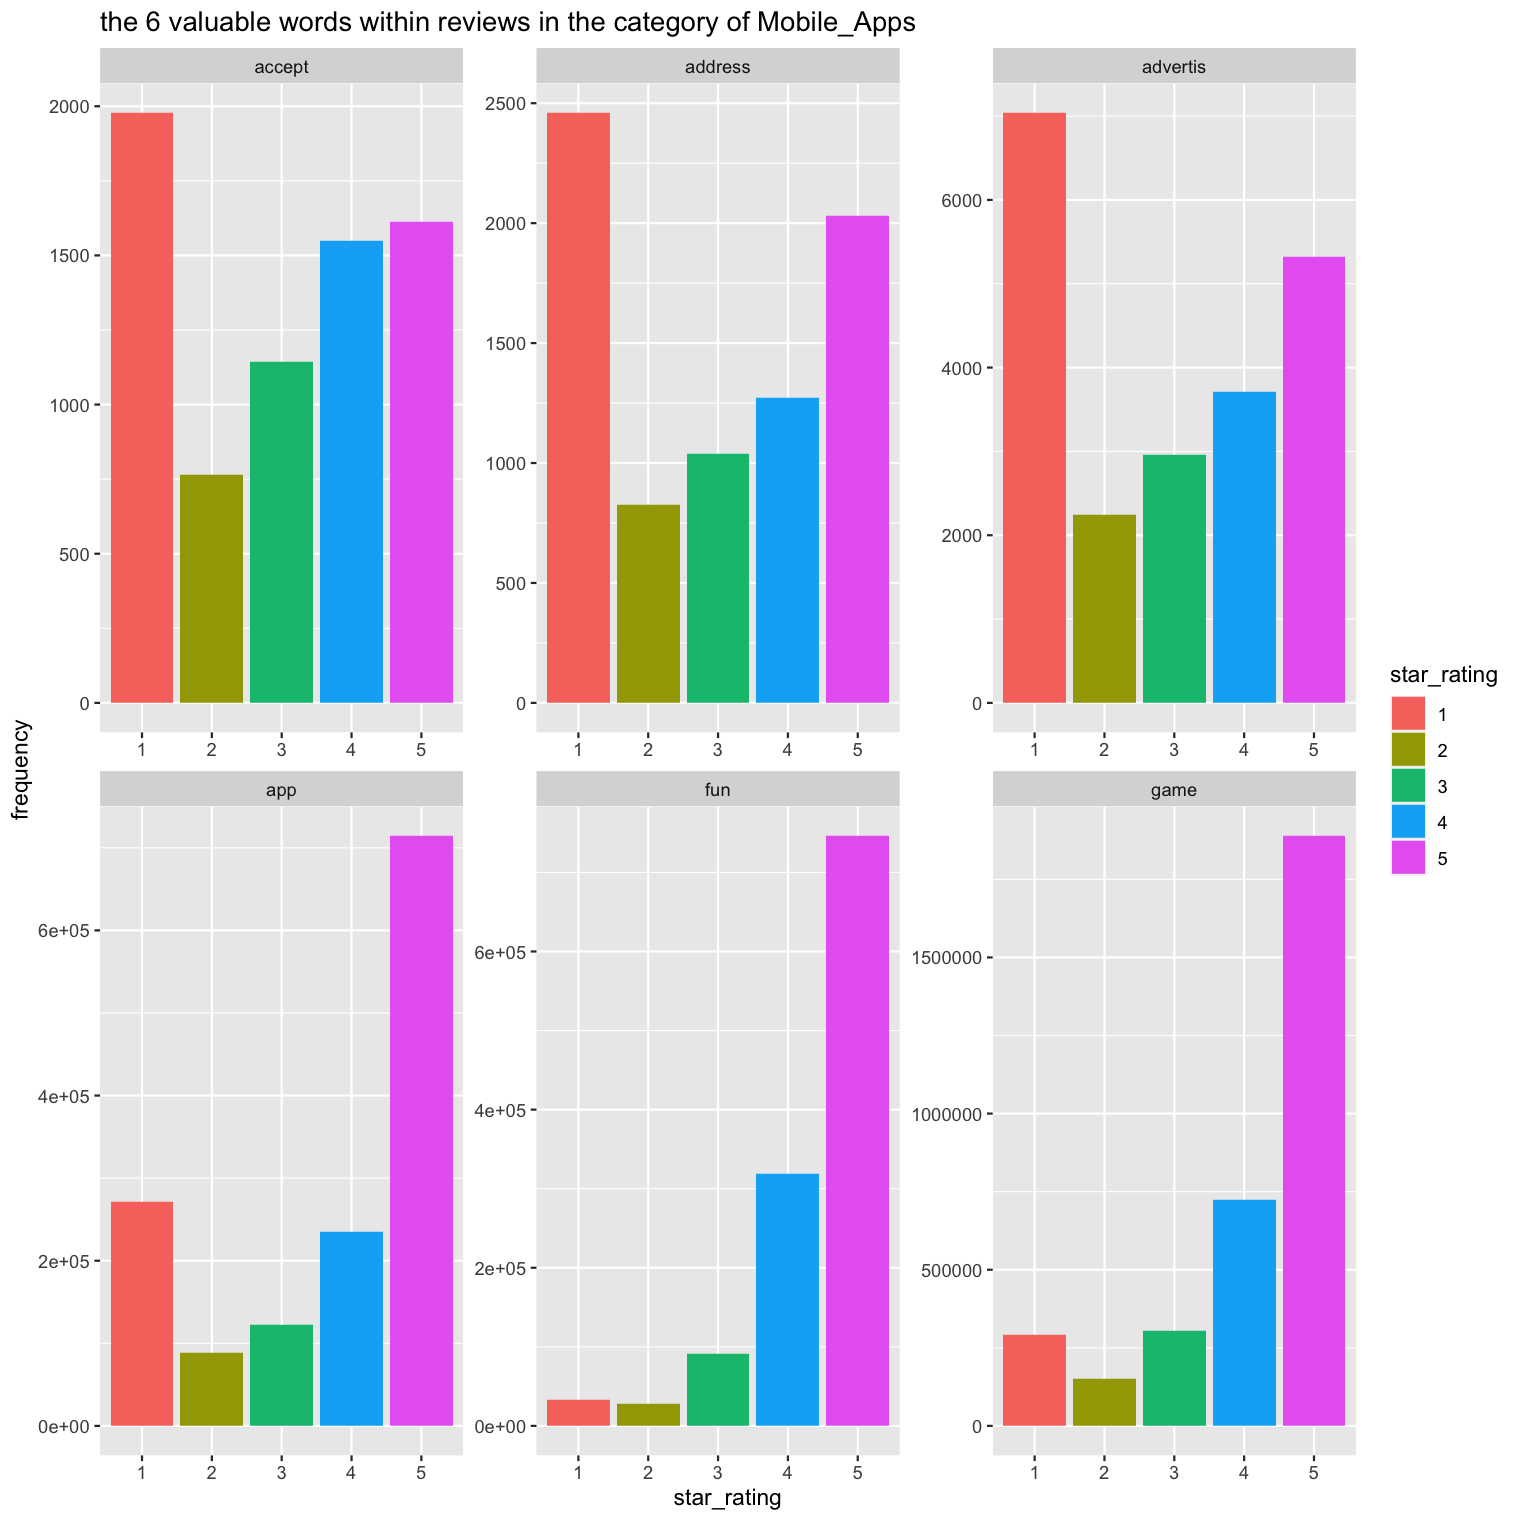 the 6 valuable words within reviews in the category of Mobile_Apps
accept
address
advertis
2000
1500
1000
500
0
2500
2000
1500
1000
500
0
6000
4000
2000
0
1 2 3 4 5
1 2 3 4 5
1 2 3 4 5
frequency
app
fun
game
6e+05
4e+05
2e+05
0e+00
6e+05
4e+05
2e+05
0e+00
1500000
1000000
500000
0
1 2 3 4 5
1 2 3 4 5
1 2 3 4 5
star_rating
star_rating
1
2
3
4
5